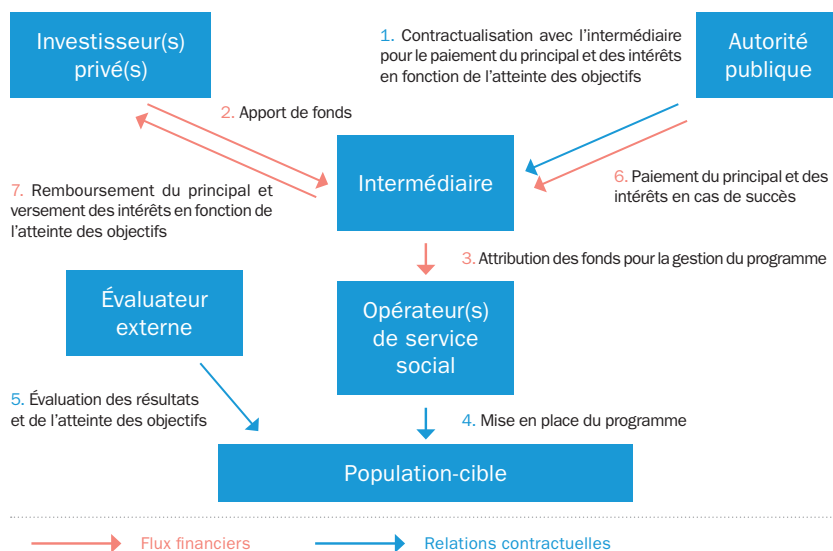 Investisseur(s)
privé(s)
1. Contractualisation avec l'intermédiaire
pour le paiement du principal et des intérêts
en fonction de l'atteinte des objectifs
Autorité
publique
2. Apport de fonds
Intermédiaire
7. Remboursement du principal et
versement des intérêts en fonction de
l'atteinte des objectifs
6. Paiement du principal et des
intérêts en cas de succès
3. Attribution des fonds pour la gestion du programme
Évaluateur
externe
Opérateur(s)
de service
social
5. Évaluation des résultats
et de l'atteinte des objectifs
4. Mise en place du programme
Population-cible
Flux financiers
Relations contractuelles